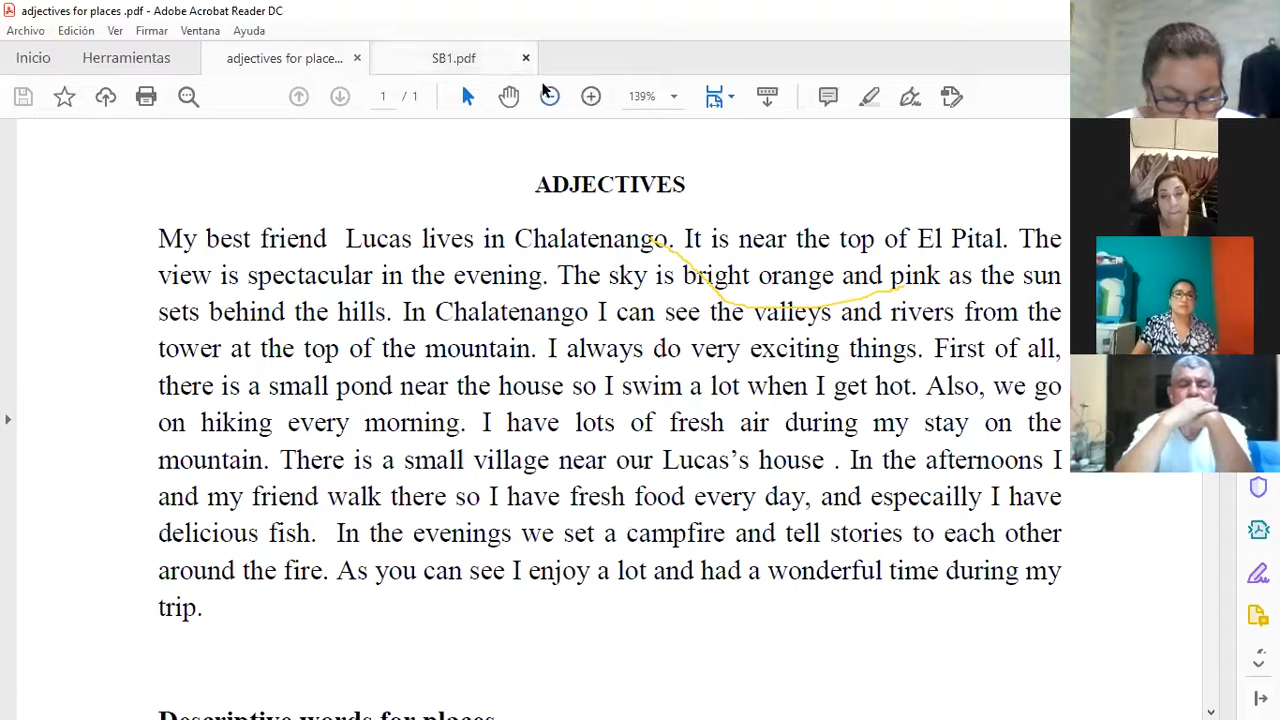 adjectives for places .pdf - Adobe Acrobat Reader DC
Archivo Edición Ver Firmar Ventana Ayuda
Inicio Herramientas adjectives for place... × SB1.pdf ×
1 / 1 139%
ADJECTIVES
My best friend Lucas lives in Chalatenango. It is near the top of El Pital. The
view is spectacular in the evening. The sky is bright orange and pink as the sun
sets behind the hills. In Chalatenango I can see the valleys and rivers from the
tower at the top of the mountain. I always do very exciting things. First of all,
there is a small pond near the house so I swim a lot when I get hot. Also, we go
on hiking every morning. I have lots of fresh air during my stay on the
mountain. There is a small village near our Lucas’s house . In the afternoons I
and my friend walk there so I have fresh food every day, and especailly I have
delicious fish. In the evenings we set a campfire and tell stories to each other
around the fire. As you can see I enjoy a lot and had a wonderful time during my
trip.
Descriptive words for places